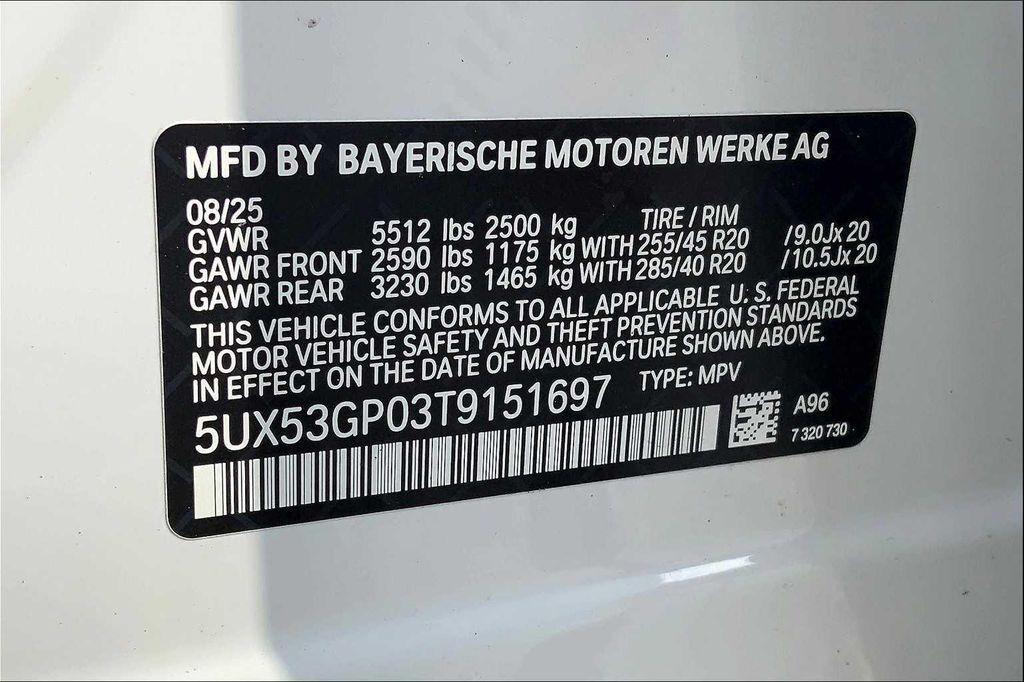 MFD BY BAYERISCHE MOTOREN WERKE AG
08/25 TIRE / RIM
GVWR 5512 lbs 2500 kg
GAWR FRONT 2590 lbs 1175 kg WITH 255/45 R20 /9.0Jx 20
GAWR REAR 3230 lbs 1465 kg WITH 285/40 R20 /10.5Jx 20
THIS VEHICLE CONFORMS TO ALL APPLICABLE U. S. FEDERAL
MOTOR VEHICLE SAFETY AND THEFT PREVENTION STANDARDS
IN EFFECT ON THE DATE OF MANUFACTURE SHOWN ABOVE.
5UX53GP03T9151697 TYPE: MPV
A96
7 320 730